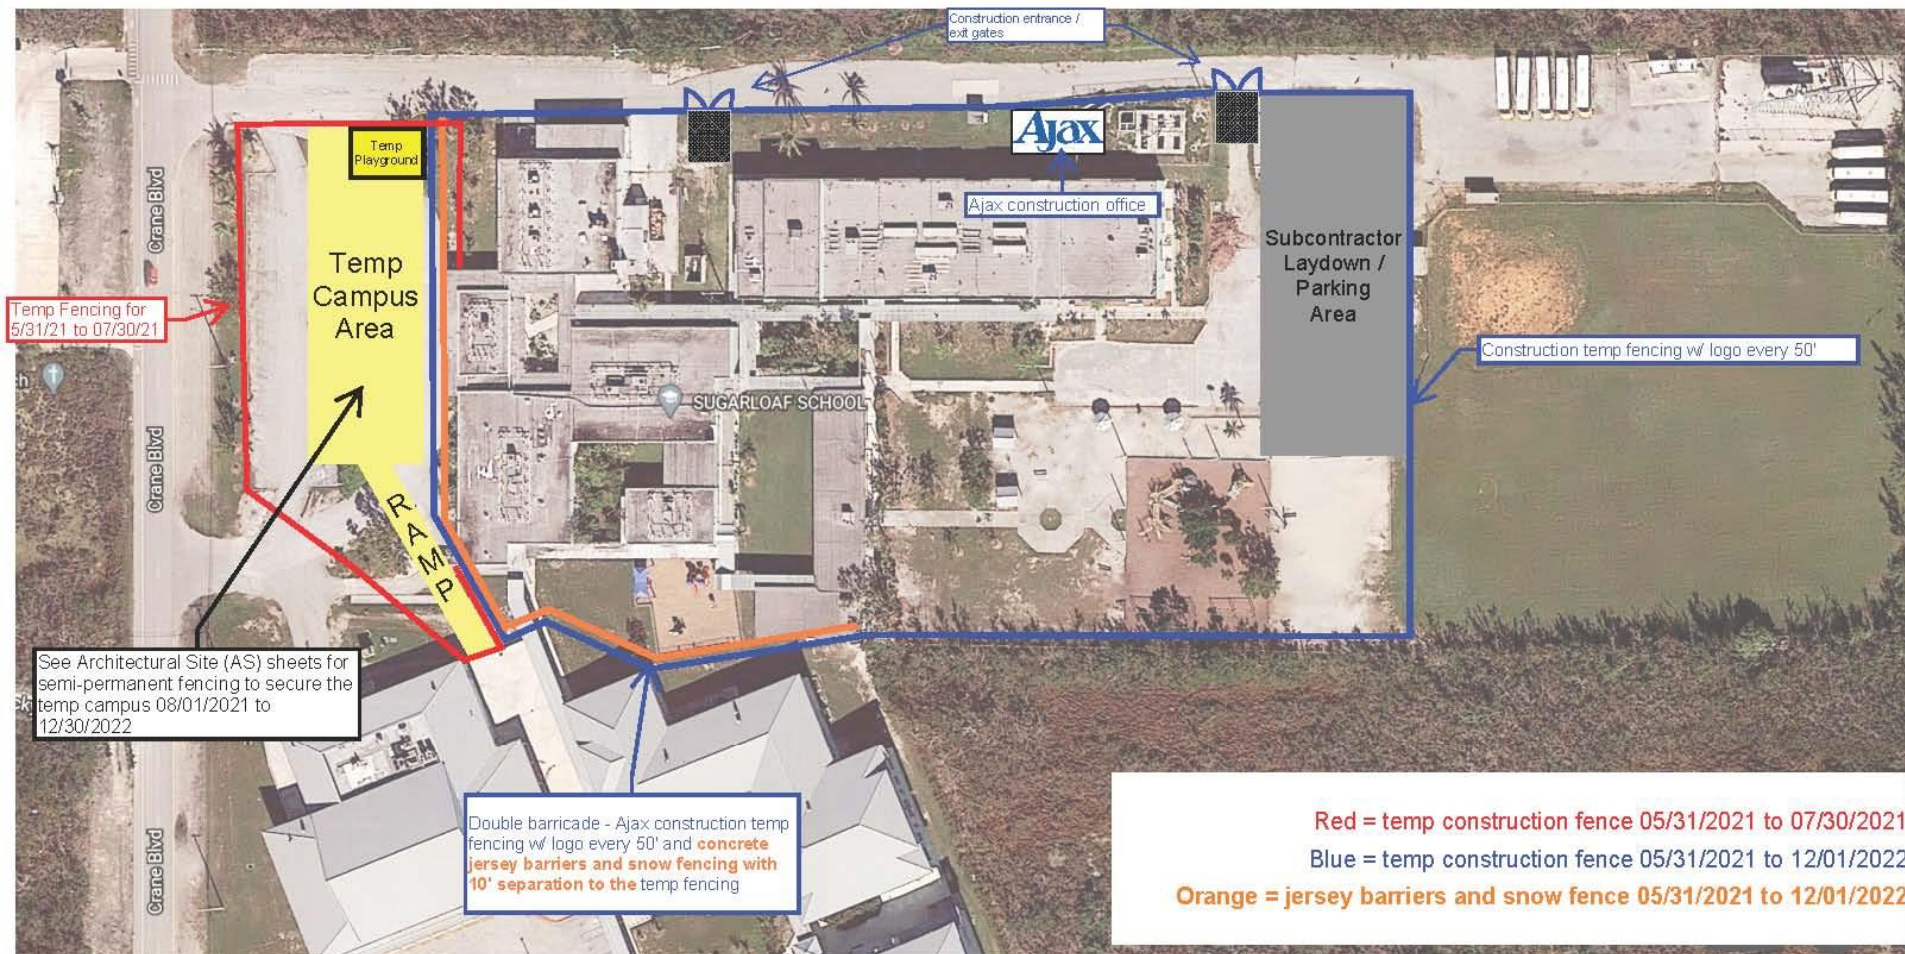 Construction entrance /
exit gates
Temp
Playground
Ajax
Crane Blvd
Ajax construction office
Temp
Campus
Area
Subcontractor
Laydown /
Parking
Area
Temp Fencing for
5/31/21 to 07/30/21
Construction temp fencing w/ logo every 50'
ch
SUGARLOAF SCHOOL
Crane Blvd
RAMP
See Architectural Site (AS) sheets for
semi-permanent fencing to secure the
temp campus 08/01/2021 to
12/30/2022
Double barricade - Ajax construction temp
fencing w/ logo every 50' and concrete
jersey barriers and snow fencing with
10' separation to the temp fencing
Crane Blvd
Red = temp construction fence 05/31/2021 to 07/30/2021
Blue = temp construction fence 05/31/2021 to 12/01/2022
Orange = jersey barriers and snow fence 05/31/2021 to 12/01/2022